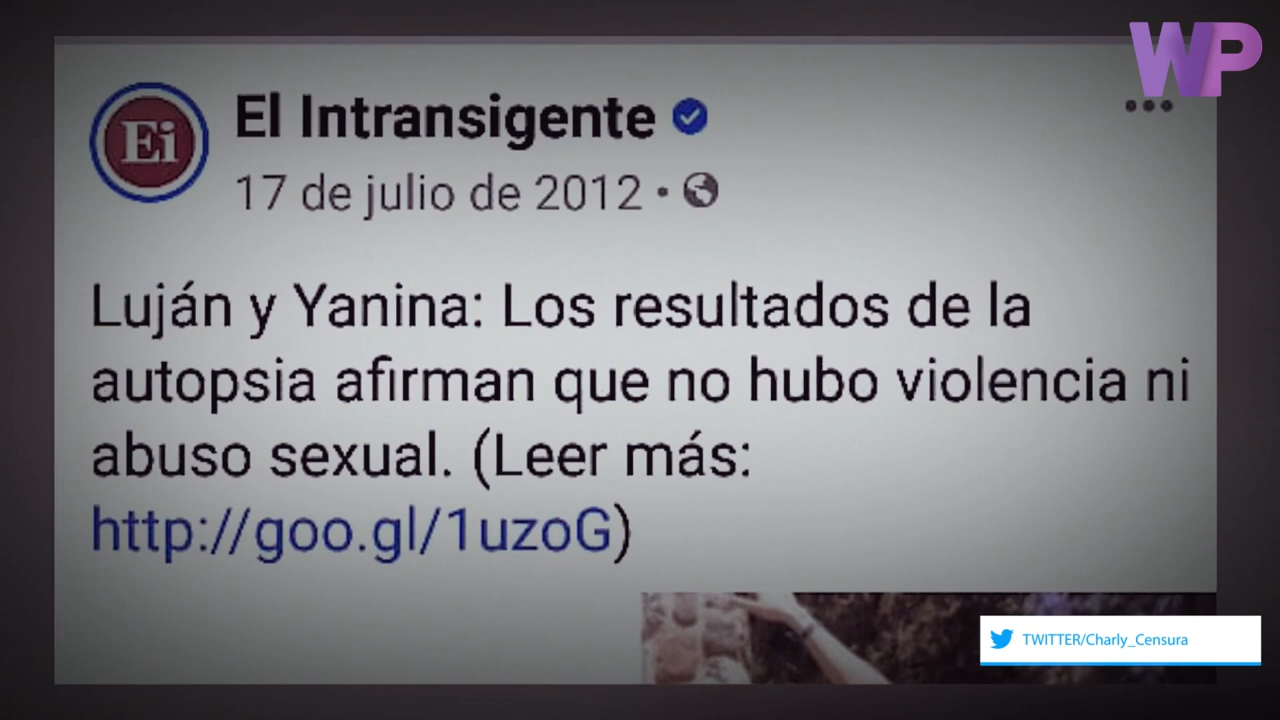 WP
Ei
El Intransigente
17 de julio de 2012 •
Luján y Yanina: Los resultados de la
autopsia afirman que no hubo violencia ni
abuso sexual. (Leer más:
http://goo.gl/1uzoG)
TWITTER/Charly_Censura